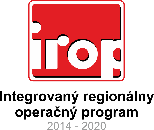 irop
Integrovaný regionálny
operačný program
2014 - 2020